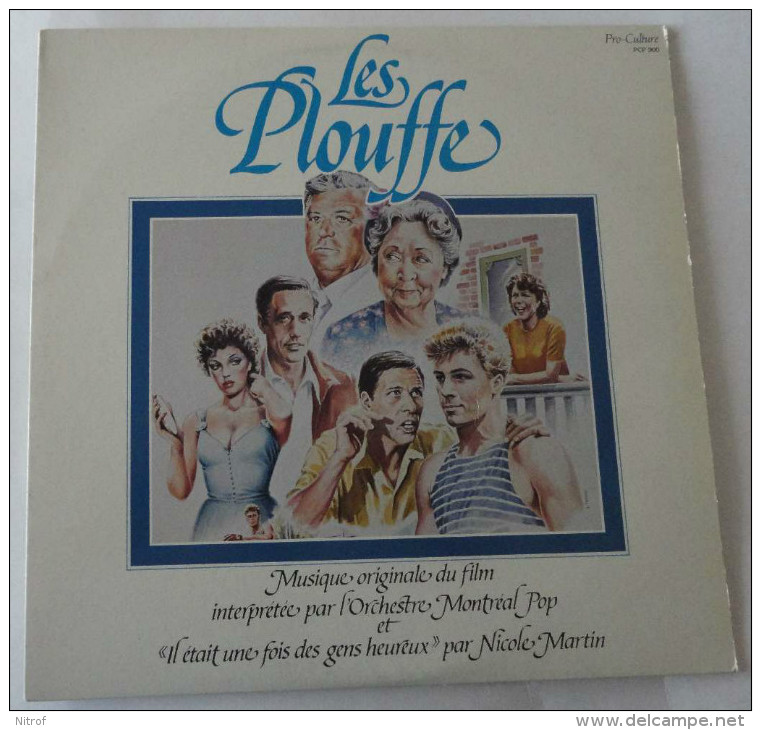 Les
Plouffe
Pro-Culture
PCP 900
Musique originale du film
interprétée par l'Orchestre Montréal Pop
et
«Il était une fois des gens heureux» par Nicole Martin
Nitrof
delcampe.net